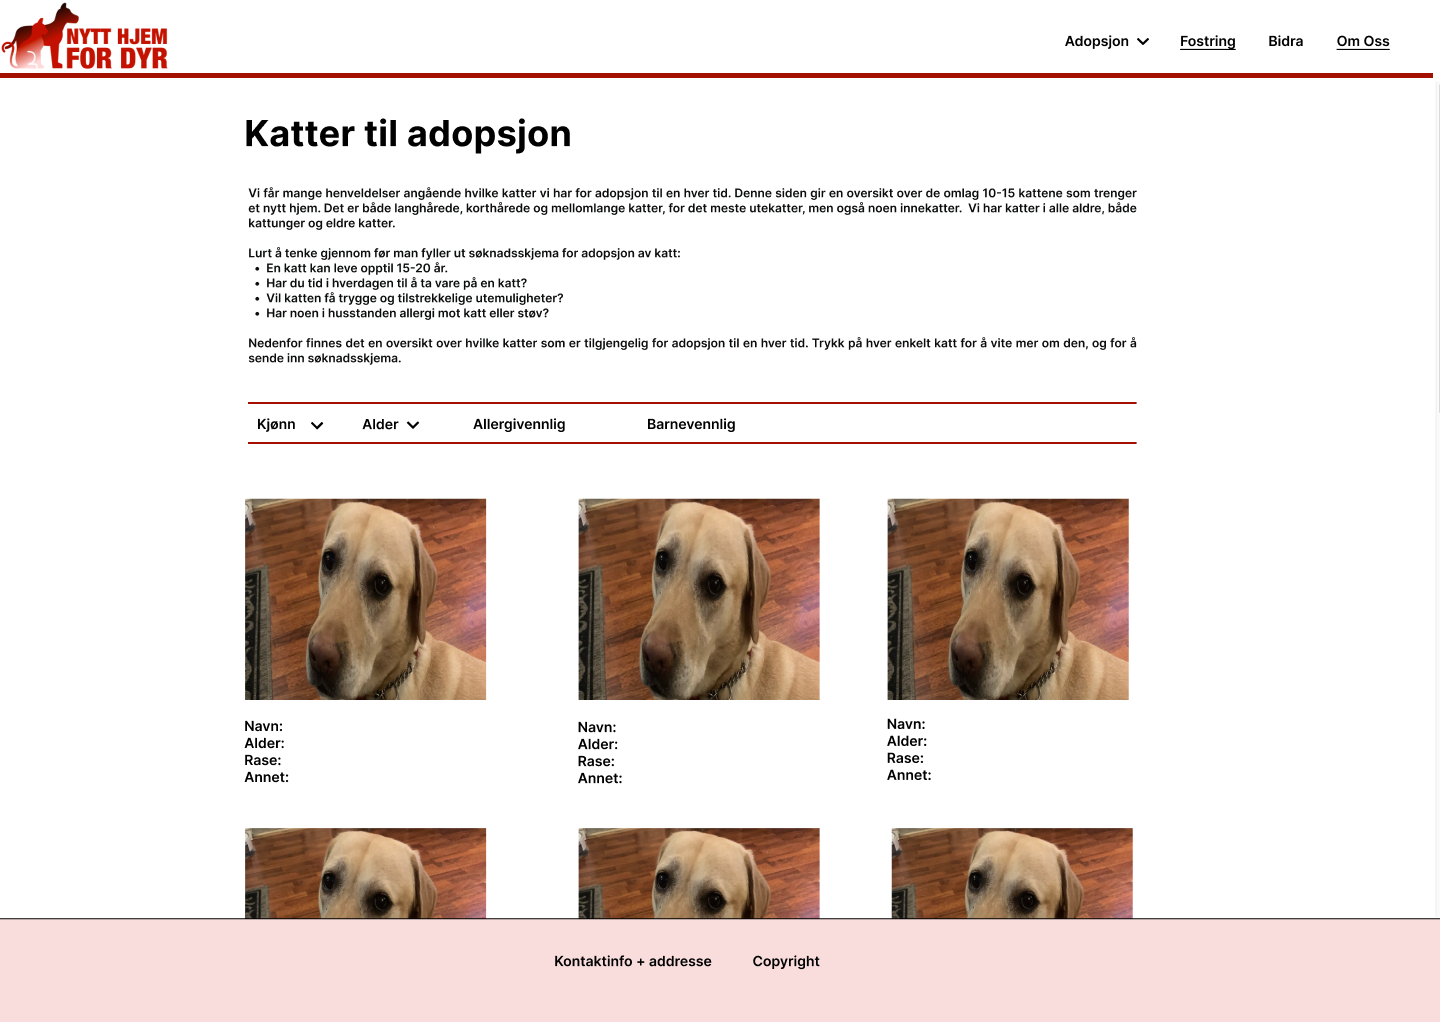 NYTT HJEM
FOR DYR
Adopsjon
Fostring
Bidra
Om Oss
Katter til adopsjon
Vi får mange henveldelser angående hvilke katter vi har for adopsjon til en hver tid. Denne siden gir en oversikt over de omlag 10-15 kattene som trenger
et nytt hjem. Det er både langhårede, korthårede og mellomlange katter, for det meste utekatter, men også noen innekatter. Vi har katter i alle aldre, både
kattunger og eldre katter.
Lurt å tenke gjennom før man fyller ut søknadsskjema for adopsjon av katt:
• En katt kan leve opptil 15-20 år.
• Har du tid i hverdagen til å ta vare på en katt?
• Vil katten få trygge og tilstrekkelige utemuligheter?
• Har noen i husstanden allergi mot katt eller støv?
Nedenfor finnes det en oversikt over hvilke katter som er tilgjengelig for adopsjon til en hver tid. Trykk på hver enkelt katt for å vite mer om den, og for å
sende inn søknadsskjema.
Kjønn
Alder
Allergivennlig
Barnevennlig
Navn:
Alder:
Rase:
Annet:
Navn:
Alder:
Rase:
Annet:
Navn:
Alder:
Rase:
Annet:
Kontaktinfo + addresse
Copyright